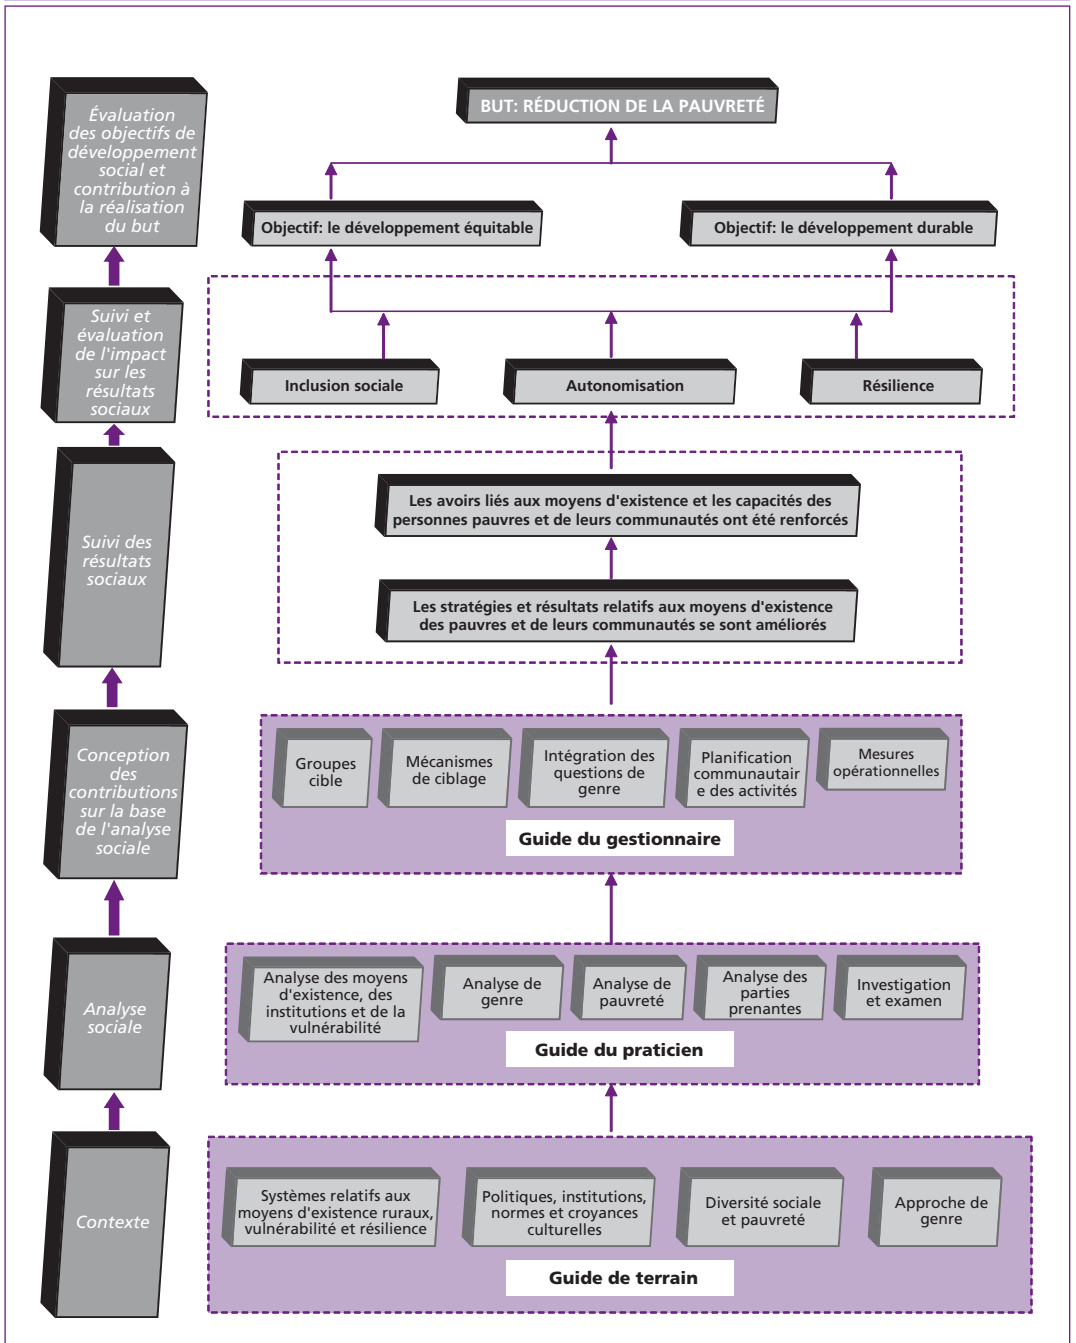 BUT: RÉDUCTION DE LA PAUVRETÉ
Évaluation
des objectifs de
développement
social et
contribution à
la réalisation
du but
Objectif: le développement équitable
Objectif: le développement durable
Suivi et
évaluation
de l'impact
sur les
résultats
sociaux
Inclusion sociale
Autonomisation
Résilience
Suivi des
résultats
sociaux
Les avoirs liés aux moyens d'existence et les capacités des
personnes pauvres et de leurs communautés ont été renforcés
Les stratégies et résultats relatifs aux moyens d'existence
des pauvres et de leurs communautés se sont améliorés
Conception
des
contributions
sur la base
de l'analyse
sociale
Groupes
cible
Mécanismes
de ciblage
Intégration des
questions de
genre
Planification
communautair
e des activités
Mesures
opérationnelles
Guide du gestionnaire
Analyse
sociale
Analyse des moyens
d'existence, des
institutions et de la
vulnérabilité
Analyse de
genre
Analyse de
pauvreté
Analyse des
parties
prenantes
Investigation
et examen
Guide du praticien
Contexte
Systèmes relatifs aux
moyens d'existence ruraux,
vulnérabilité et résilience
Politiques, institutions,
normes et croyances
culturelles
Diversité sociale
et pauvreté
Approche de
genre
Guide de terrain